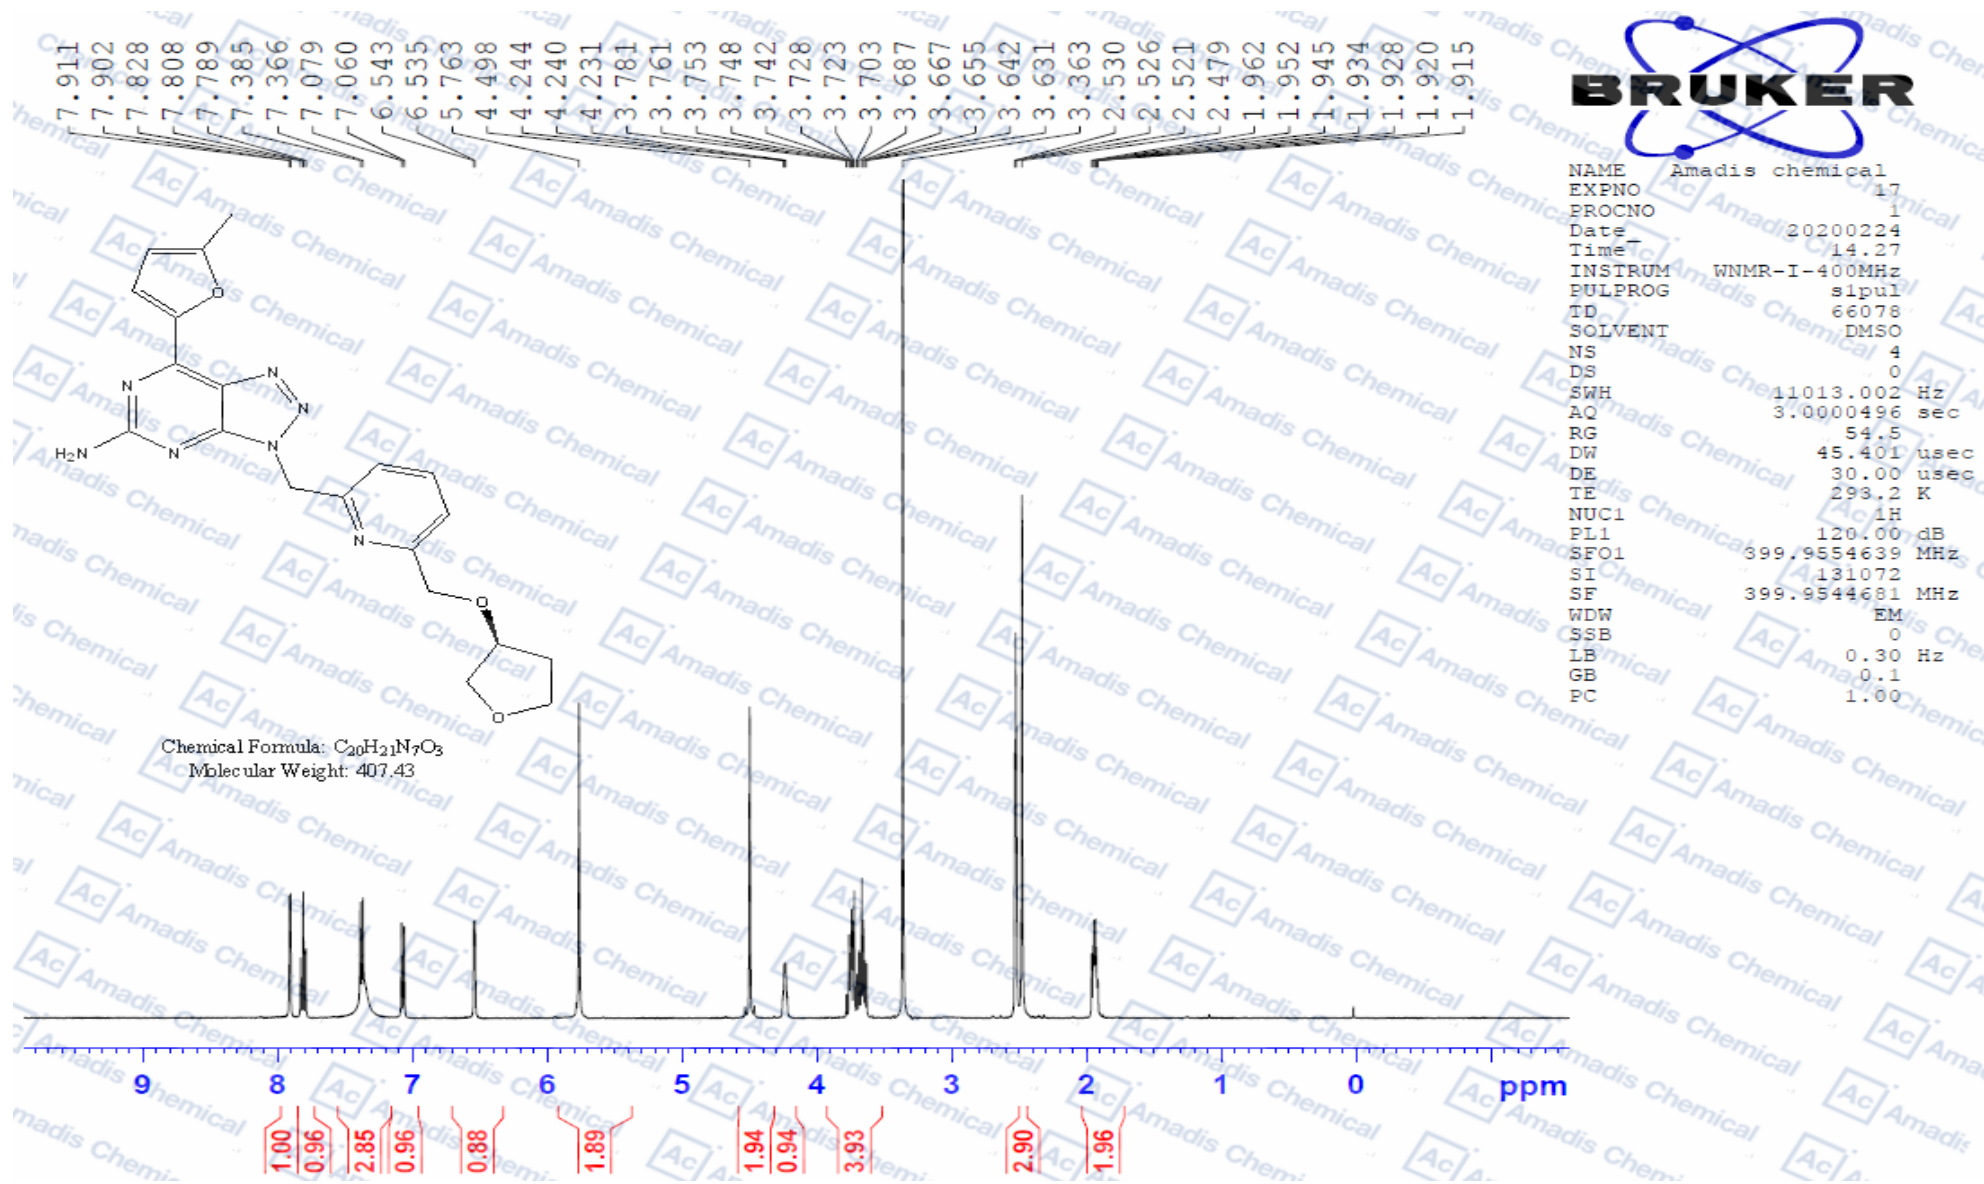 7.911
7.902
7.828
7.808
7.789
7.385
7.366
7.079
7.060
6.543
6.535
5.763
4.498
4.244
4.240
4.231
3.781
3.761
3.753
3.748
3.742
3.728
3.723
3.703
3.687
3.667
3.655
3.642
3.631
3.363
2.530
2.526
2.521
2.479
1.962
1.952
1.945
1.934
1.928
1.920
1.915
BRUKER
NAME Amadis chemical
EXPNO 17
PROCNO 1
Date_ 20200224
Time 14.27
INSTRUM WNMR-I-400MHz
PULPROG s1pul
TD 66078
SOLVENT DMSO
NS 4
DS 0
SWH 11013.002 Hz
AQ 3.0000496 sec
RG 54.5
DW 45.401 usec
DE 30.00 usec
TE 293.2 K
NUC1 1H
PL1 120.00 dB
SFO1 399.9554639 MHz
SI 131072
SF 399.9544681 MHz
WDW EM
SSB 0
LB 0.30 Hz
GB 0.1
PC 1.00
O
N
N
N
N
N
H₂N
N
O
O
Chemical Formula: C₂₀H₂₁N₇O₃
Molecular Weight: 407.43
9 8 7 6 5 4 3 2 1 0 ppm
1.00
0.96
2.85
0.96
0.88
1.89
1.94
0.94
3.93
2.90
1.96
Ac Amadis Chemical